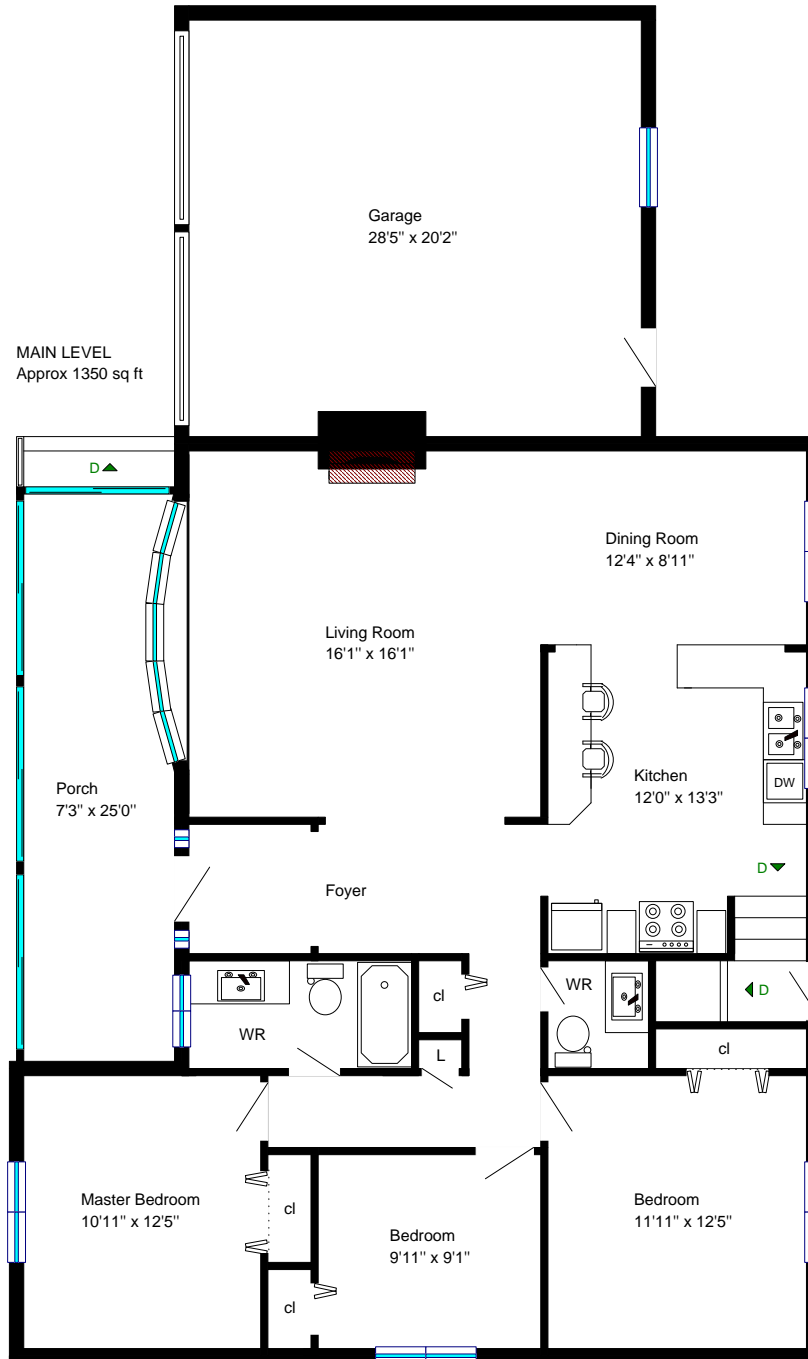 Garage
28'5" x 20'2"
MAIN LEVEL
Approx 1350 sq ft
D
Dining Room
12'4" x 8'11"
Living Room
16'1" x 16'1"
Porch
7'3" x 25'0"
Kitchen
12'0" x 13'3"
DW
D
Foyer
cl
WR
D
WR
L
cl
Master Bedroom
10'11" x 12'5"
cl
Bedroom
9'11" x 9'1"
Bedroom
11'11" x 12'5"
cl